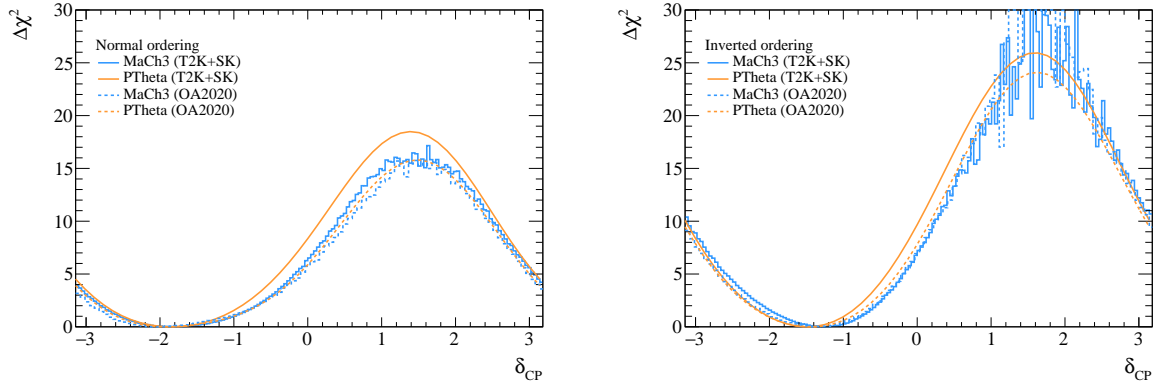 Δχ²
30
25
20
15
10
5
0
Normal ordering
MaCh3 (T2K+SK)
PTheta (T2K+SK)
MaCh3 (OA2020)
PTheta (OA2020)
−3 −2 −1 0 1 2 3
δCP
Δχ²
30
25
20
15
10
5
0
Inverted ordering
MaCh3 (T2K+SK)
PTheta (T2K+SK)
MaCh3 (OA2020)
PTheta (OA2020)
−3 −2 −1 0 1 2 3
δCP